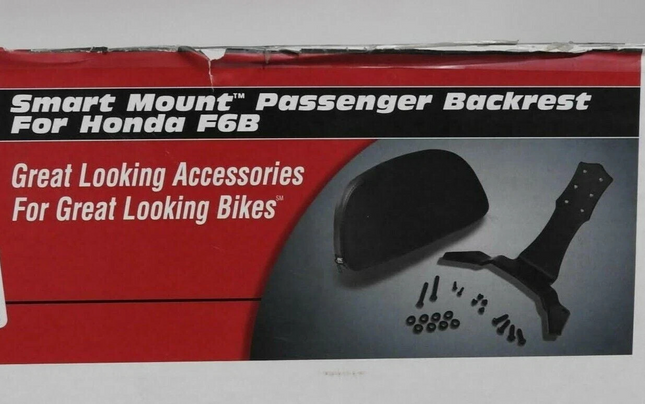 Smart Mount™ Passenger Backrest
For Honda F6B
Great Looking Accessories
For Great Looking Bikes℠